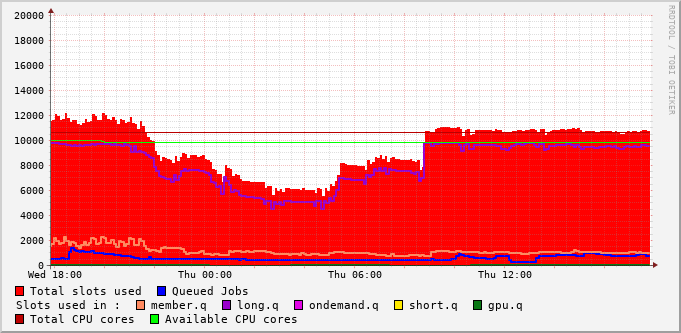 20000
18000
16000
14000
12000
10000
8000
6000
4000
2000
0
Wed 18:00 Thu 00:00 Thu 06:00 Thu 12:00
RRDTOOL / TOBI OETIKER
Total slots used Queued Jobs
Slots used in : member.q long.q ondemand.q short.q gpu.q
Total CPU cores Available CPU cores